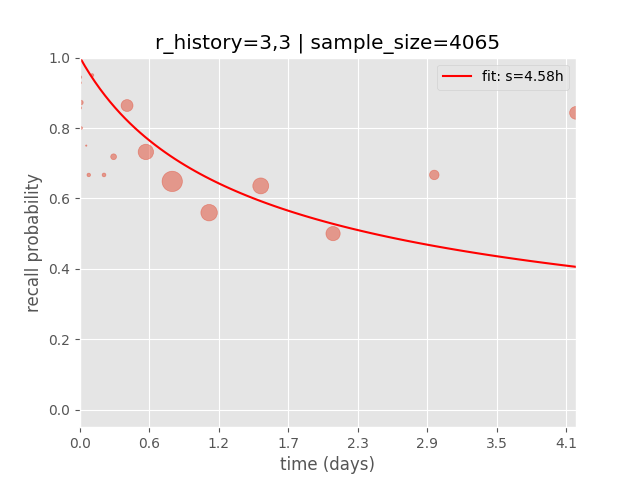 r_history=3,3 | sample_size=4065
fit: s=4.58h
1.0
0.8
0.6
0.4
0.2
0.0
recall probability
0.0 0.6 1.2 1.7 2.3 2.9 3.5 4.1
time (days)